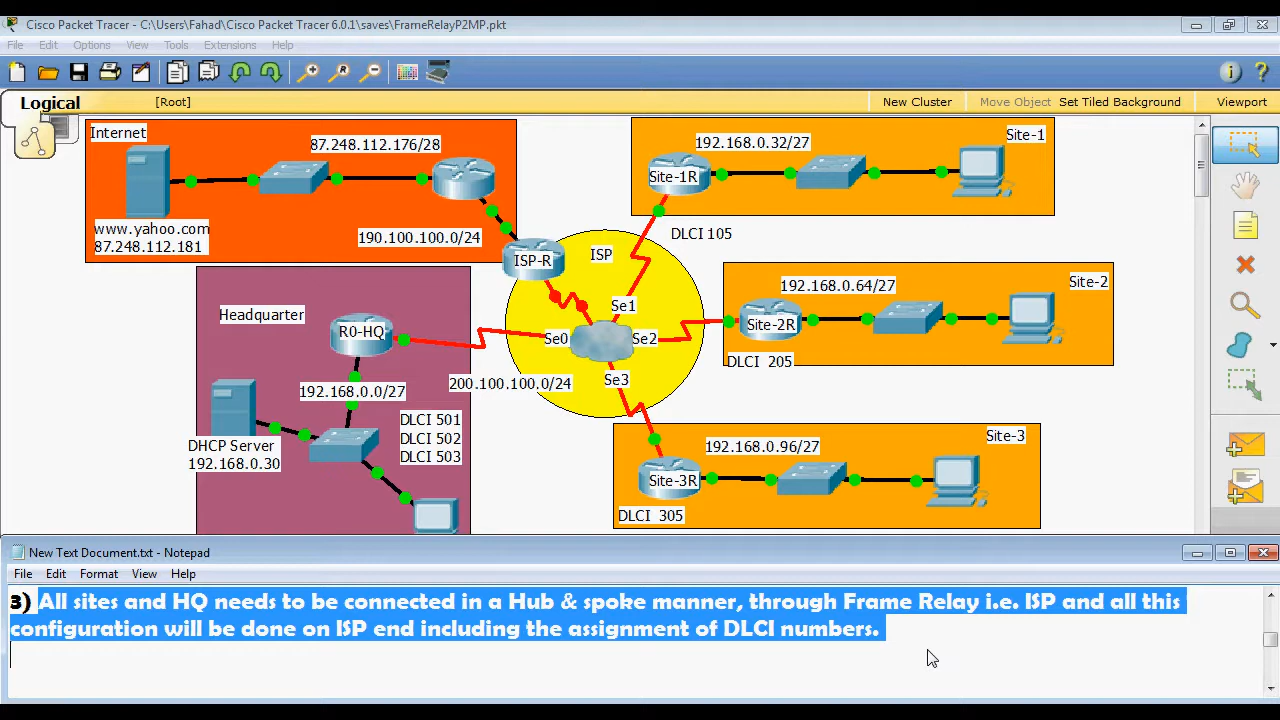 Cisco Packet Tracer - C:\Users\Fahad\Cisco Packet Tracer 6.0.1\saves\FrameRelayP2MP.pkt
File Edit Options View Tools Extensions Help
Logical [Root] New Cluster Move Object Set Tiled Background Viewport
Internet
87.248.112.176/28
www.yahoo.com
87.248.112.181
190.100.100.0/24
ISP-R
ISP
Se0
Se1
Se2
Se3
200.100.100.0/24
Site-1
192.168.0.32/27
Site-1R
DLCI 105
Site-2
192.168.0.64/27
Site-2R
DLCI 205
Headquarter
R0-HQ
192.168.0.0/27
DHCP Server
192.168.0.30
DLCI 501
DLCI 502
DLCI 503
Site-3
192.168.0.96/27
Site-3R
DLCI 305
New Text Document.txt - Notepad
File Edit Format View Help
3) All sites and HQ needs to be connected in a Hub & spoke manner, through Frame Relay i.e. ISP and all this
configuration will be done on ISP end including the assignment of DLCI numbers.